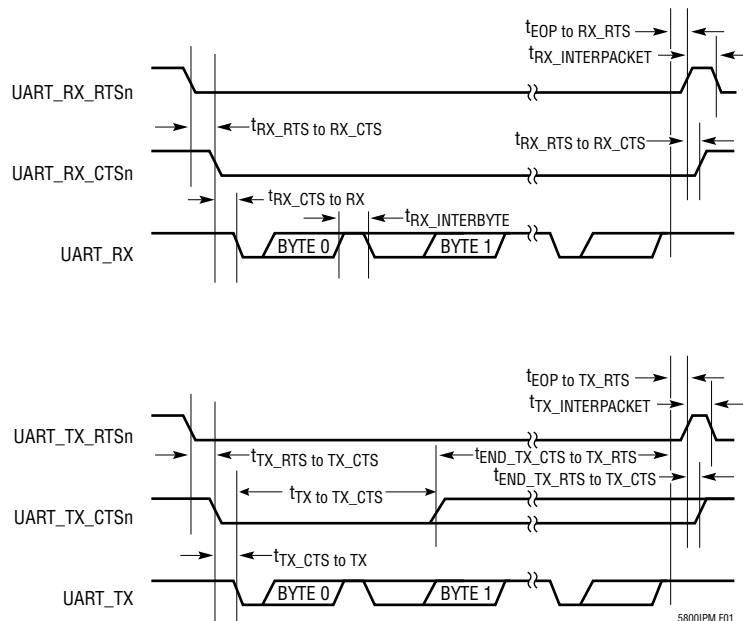 tEOP to RX_RTS
tRX_INTERPACKET
UART_RX_RTSn
tRX_RTS to RX_CTS
tRX_RTS to RX_CTS
UART_RX_CTSn
tRX_CTS to RX
tRX_INTERBYTE
UART_RX
BYTE 0
BYTE 1
tEOP to TX_RTS
tTX_INTERPACKET
UART_TX_RTSn
tTX_RTS to TX_CTS
tEND_TX_CTS to TX_RTS
tEND_TX_RTS to TX_CTS
tTX to TX_CTS
UART_TX_CTSn
tTX_CTS to TX
UART_TX
BYTE 0
BYTE 1
5800IPM F01